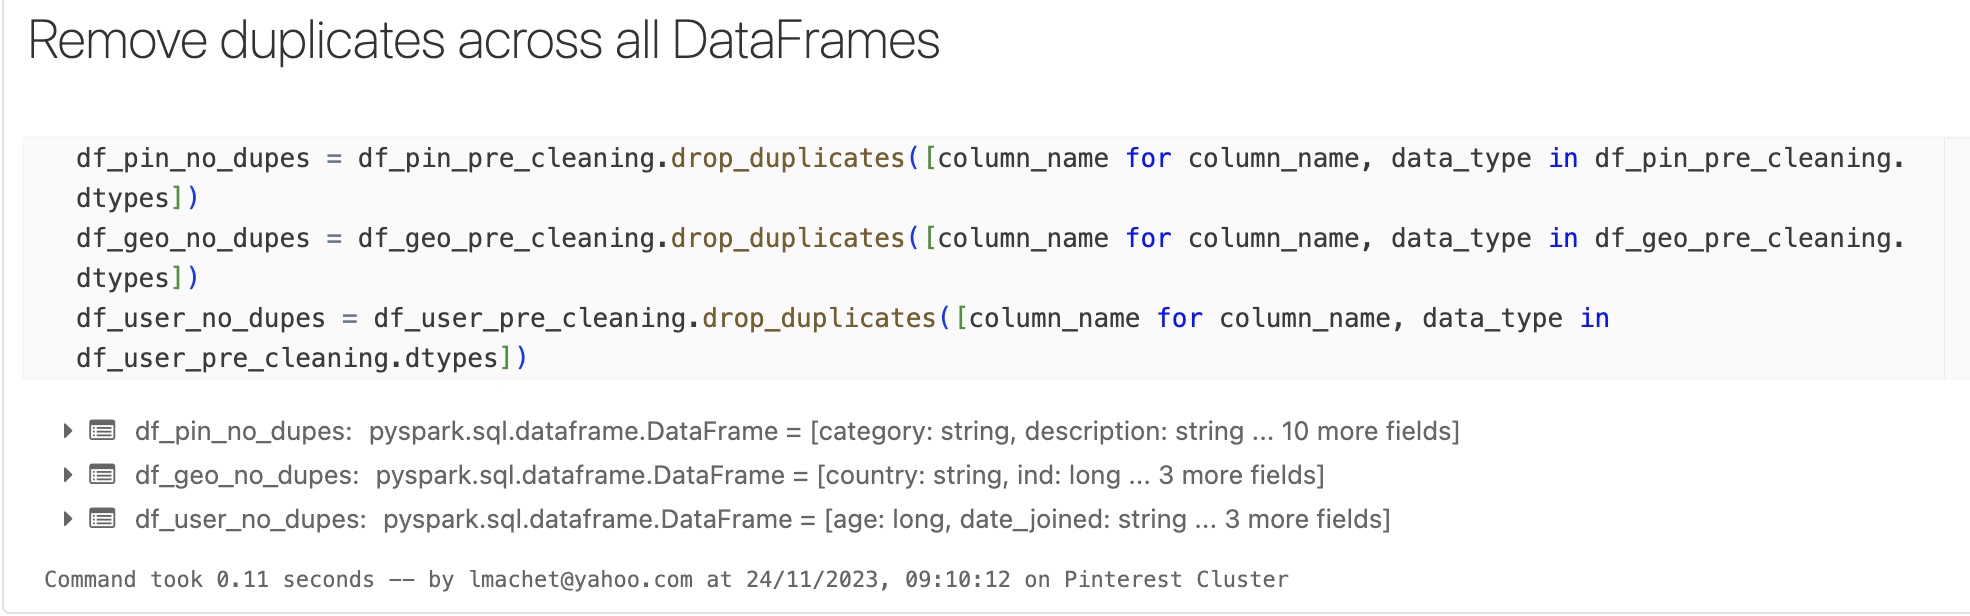 Remove duplicates across all DataFrames
df_pin_no_dupes = df_pin_pre_cleaning.drop_duplicates([column_name for column_name, data_type in df_pin_pre_cleaning.
dtypes])
df_geo_no_dupes = df_geo_pre_cleaning.drop_duplicates([column_name for column_name, data_type in df_geo_pre_cleaning.
dtypes])
df_user_no_dupes = df_user_pre_cleaning.drop_duplicates([column_name for column_name, data_type in
df_user_pre_cleaning.dtypes])
df_pin_no_dupes: pyspark.sql.dataframe.DataFrame = [category: string, description: string ... 10 more fields]
df_geo_no_dupes: pyspark.sql.dataframe.DataFrame = [country: string, ind: long ... 3 more fields]
df_user_no_dupes: pyspark.sql.dataframe.DataFrame = [age: long, date_joined: string ... 3 more fields]
Command took 0.11 seconds -- by lmachet@yahoo.com at 24/11/2023, 09:10:12 on Pinterest Cluster